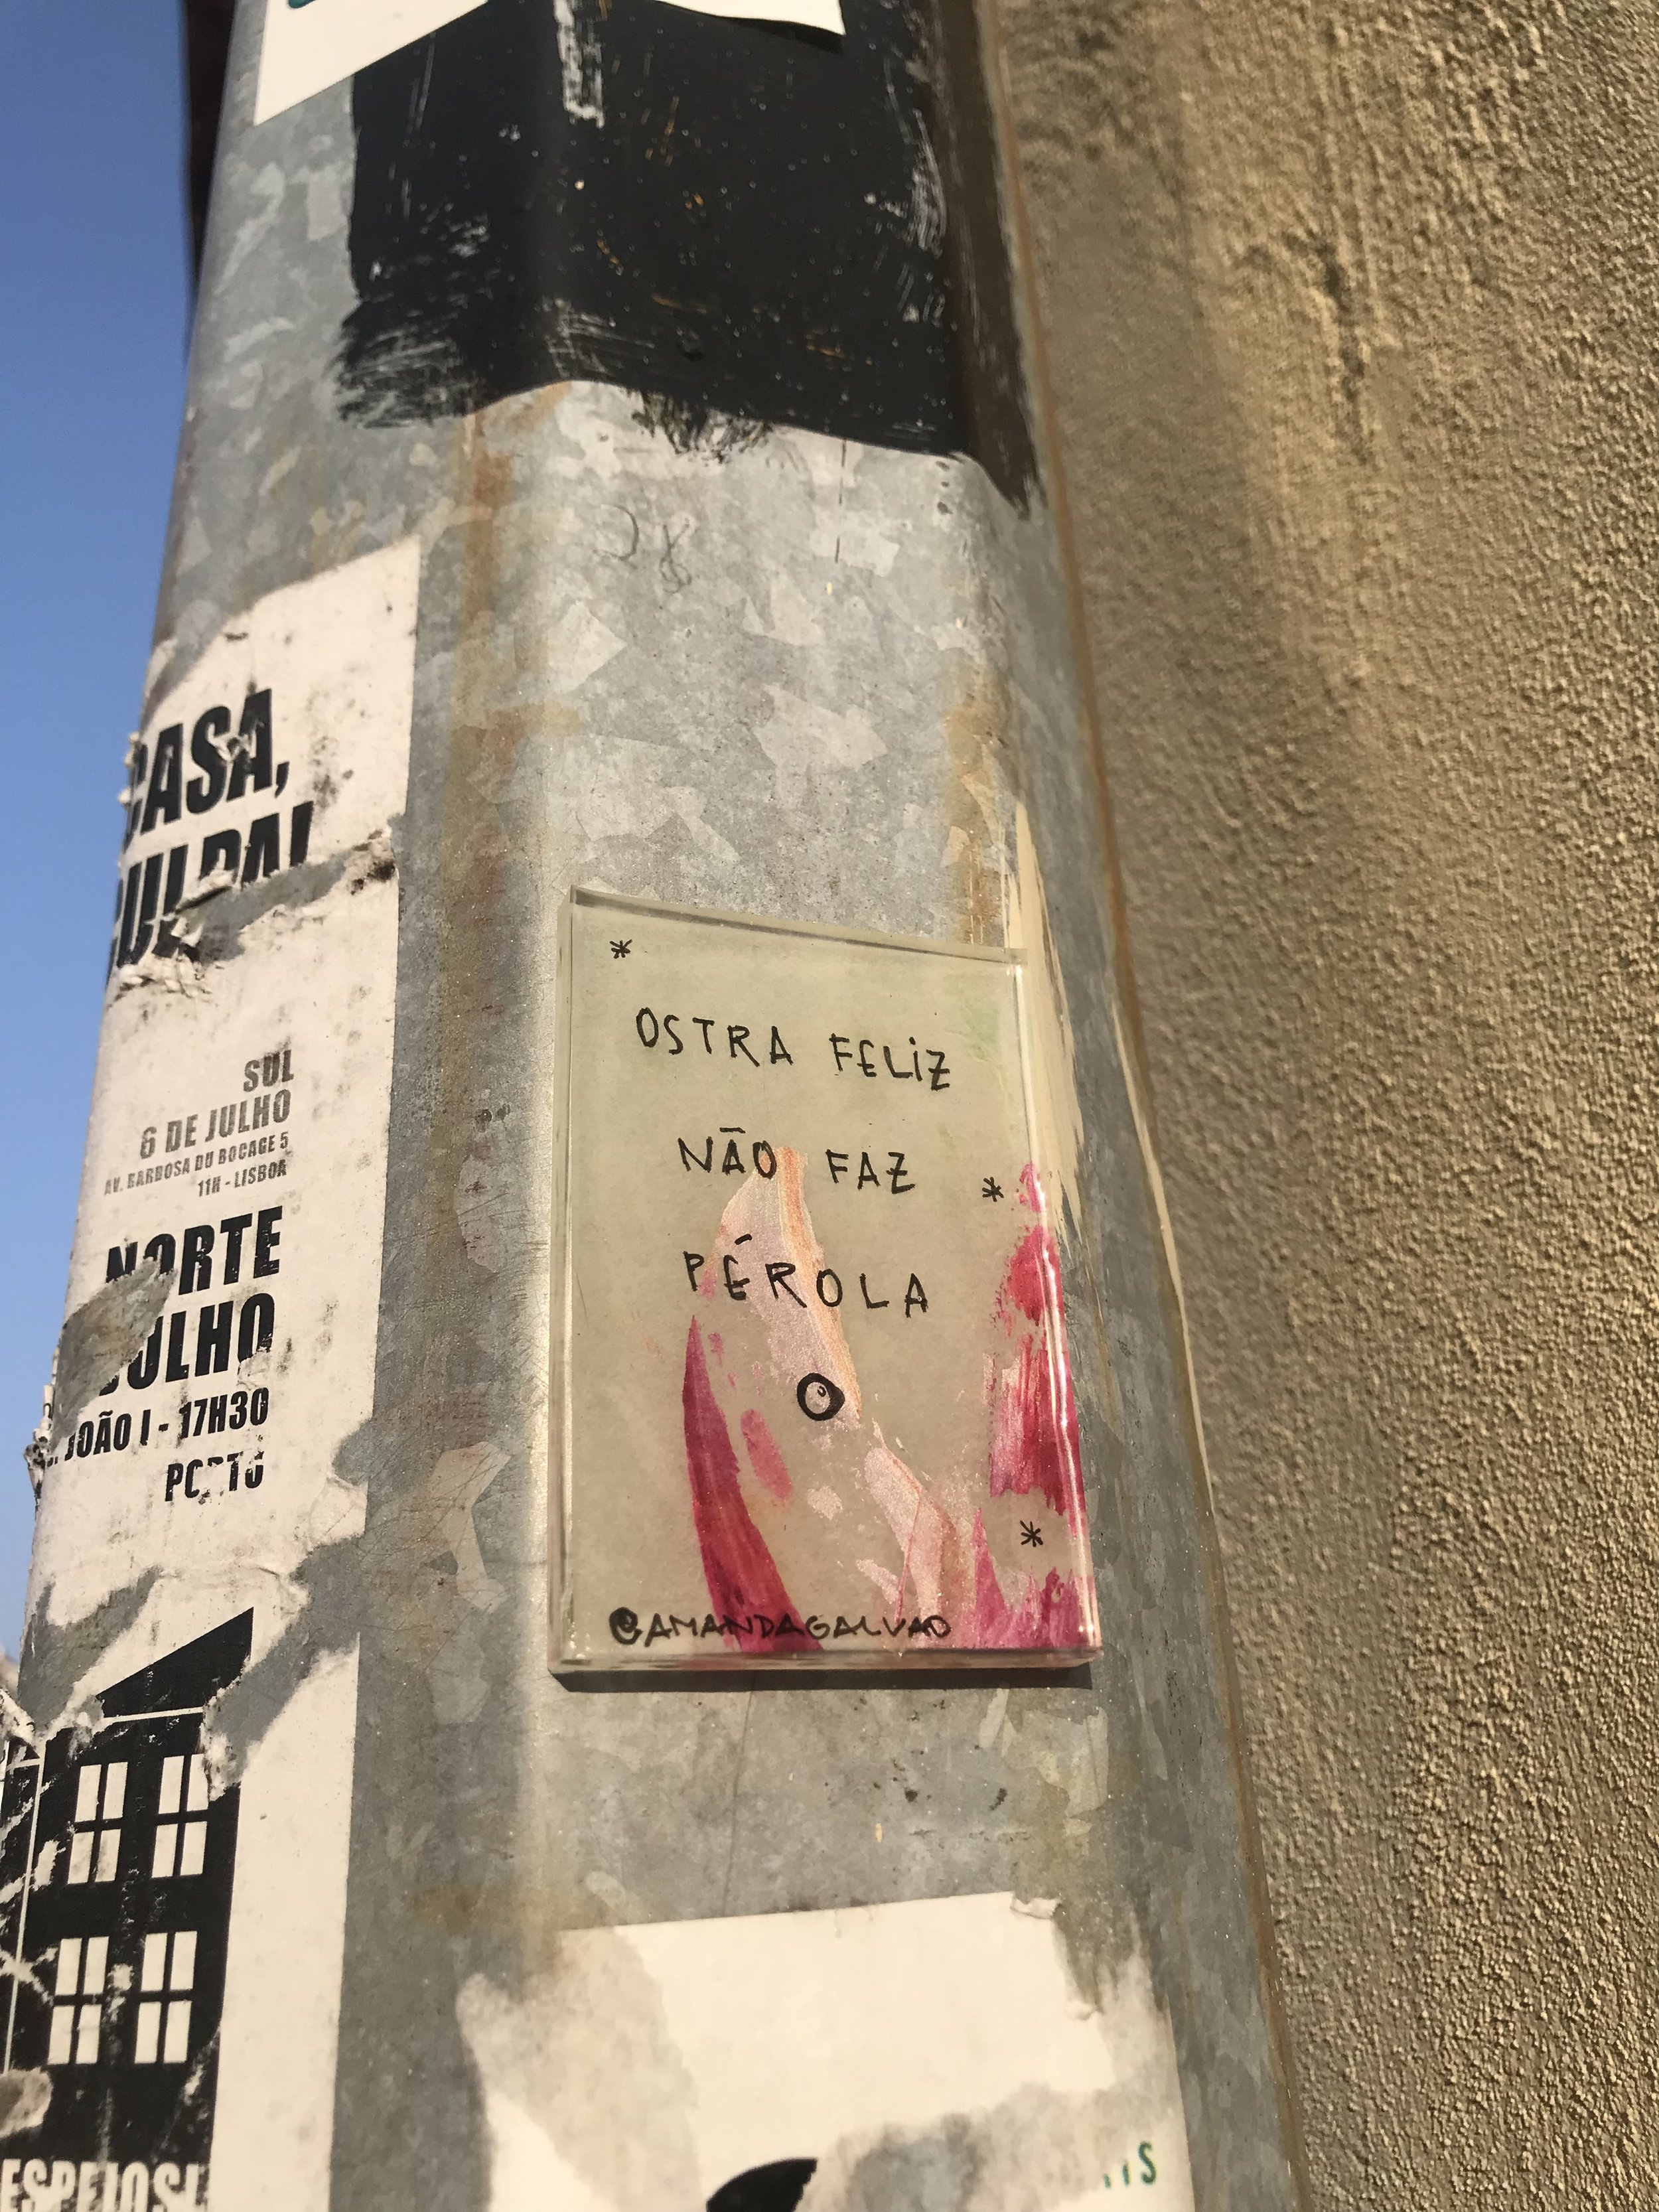 CASA,
SUL
6 DE JULHO
AV. BARBOSA DU BOCAGE 5
11H - LISBOA
NORTE
JULHO
JOÃO I - 17H30
PORTO
*
OSTRA FELIZ
NÃO FAZ
*
PÉROLA
*
@AMANDAGALVAO